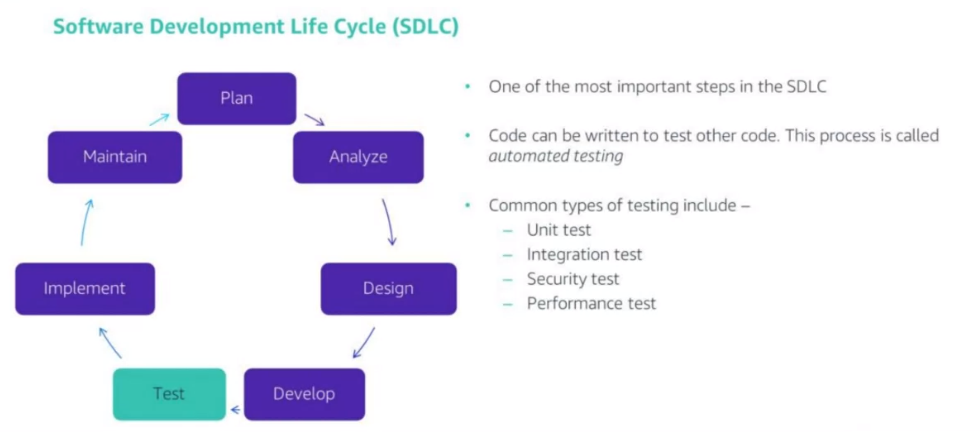 Software Development Life Cycle (SDLC)
Plan
Analyze
Design
Develop
Test
Implement
Maintain
• One of the most important steps in the SDLC
• Code can be written to test other code. This process is called
automated testing
• Common types of testing include –
– Unit test
– Integration test
– Security test
– Performance test